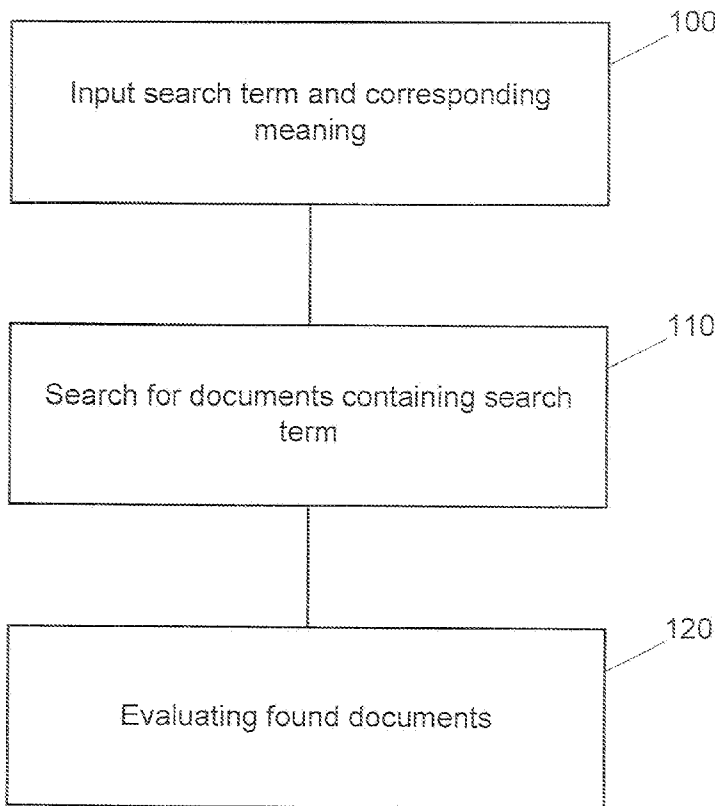 100
Input search term and corresponding
meaning
110
Search for documents containing search
term
120
Evaluating found documents